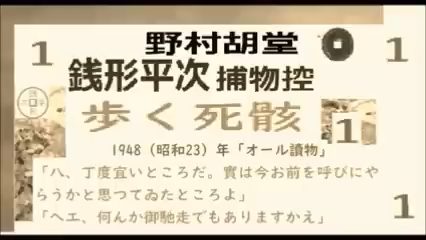 野村胡堂
銭形平次 捕物控
歩く死骸
1948（昭和23）年「オール讀物」
「ハ、丁度宜いところだ。實は今お前を呼びにや
らうかと思つてゐたところよ」
「ヘエ、何んか御馳走でもありますかえ」
1
1
1
1